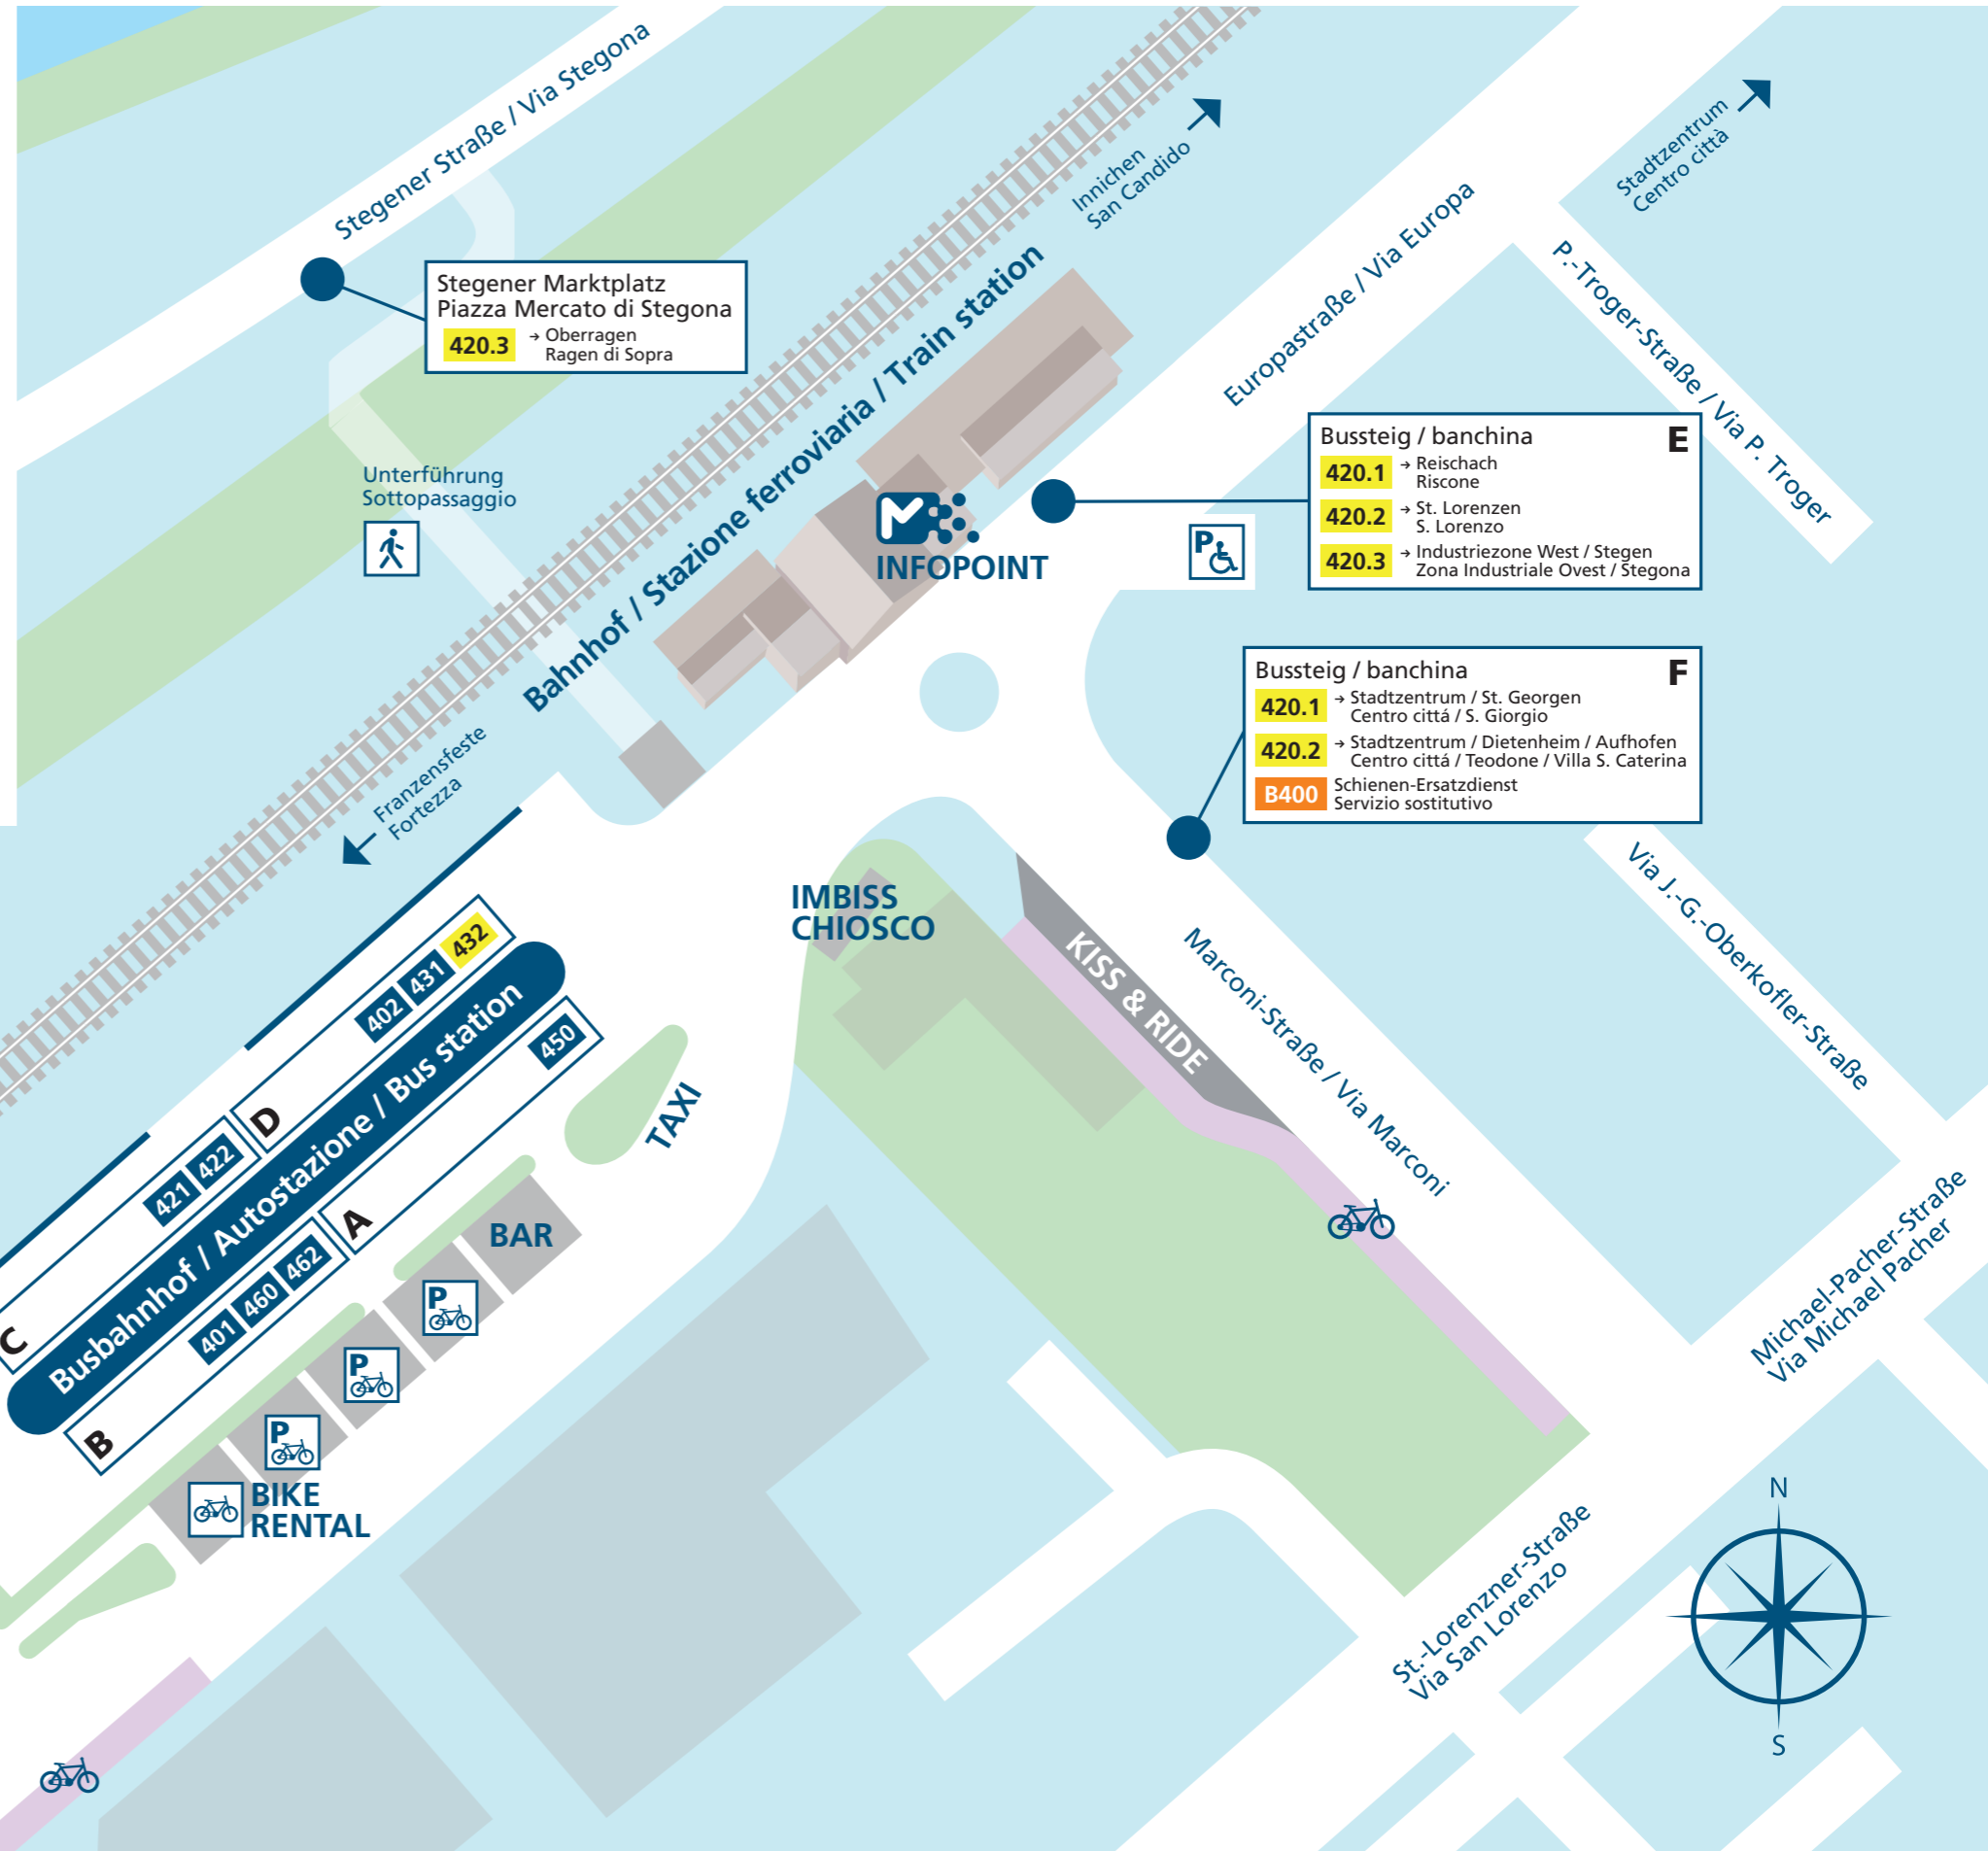 Stegener Straße / Via Stegona
Stegener Marktplatz
Piazza Mercato di Stegona
420.3 → Oberragen
Ragen di Sopra
Innichen
San Candido
Stadtzentrum
Centro città
Europastraße / Via Europa
P.-Troger-Straße / Via P. Troger
Unterführung
Sottopassaggio
Bahnhof / Stazione ferroviaria / Train station
INFOPOINT
P
Bussteig / banchina E
420.1 → Reischach
Riscone
420.2 → St. Lorenzen
S. Lorenzo
420.3 → Industriezone West / Stegen
Zona Industriale Ovest / Stegona
Bussteig / banchina F
420.1 → Stadtzentrum / St. Georgen
Centro cittá / S. Giorgio
420.2 → Stadtzentrum / Dietenheim / Aufhofen
Centro cittá / Teodone / Villa S. Caterina
B400 Schienen-Ersatzdienst
Servizio sostitutivo
Franzensfeste
Fortezza
IMBISS
CHIOSCO
KISS & RIDE
Marconi-Straße / Via Marconi
Via J.-G.-Oberkofler-Straße
Michael-Pacher-Straße
Via Michael Pacher
D 402 431 432
C 421 422
Busbahnhof / Autostazione / Bus station
A 450
B 401 460 462
TAXI
BAR
P
P
P
BIKE
RENTAL
St.-Lorenzner-Straße
Via San Lorenzo
N
S